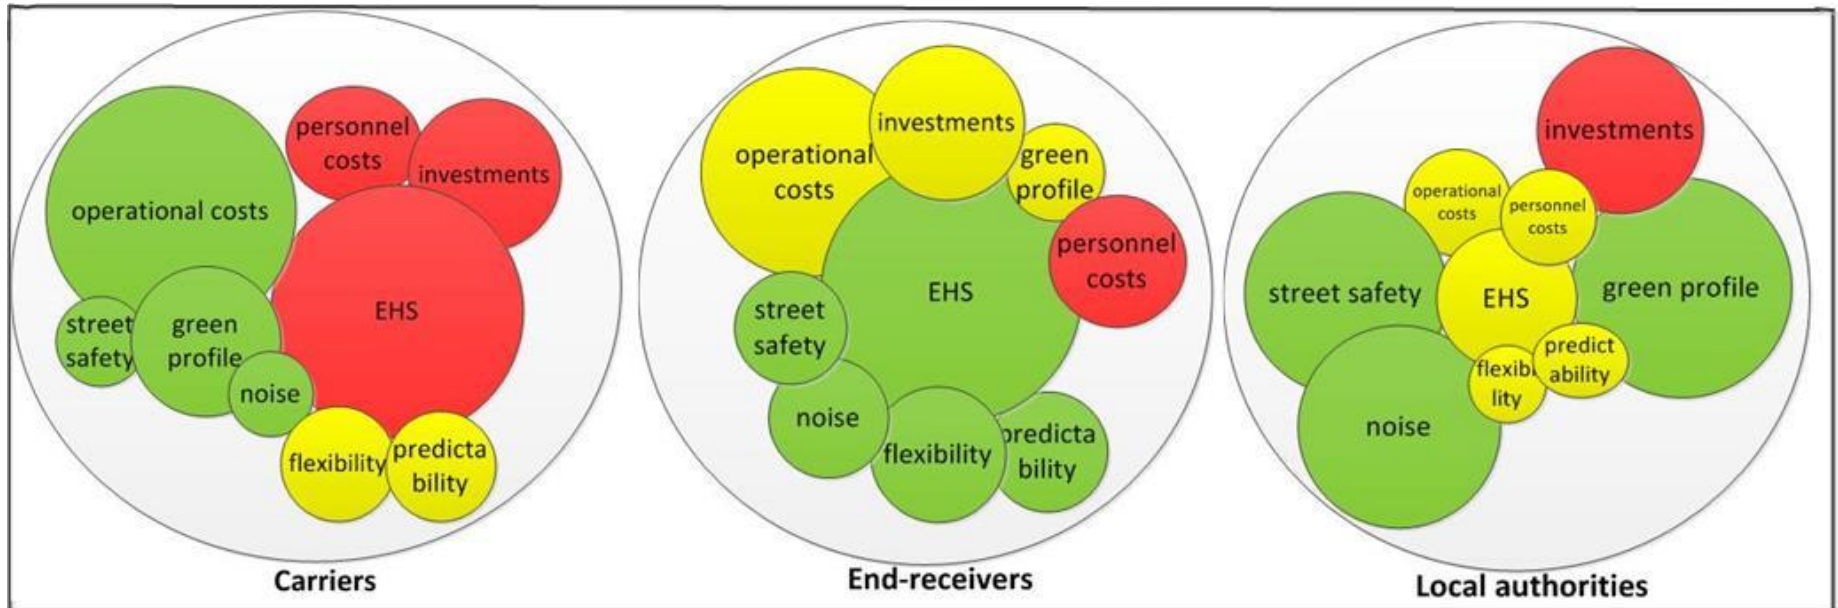 personnel
costs
investments
operational costs
EHS
street
safety
green
profile
noise
flexibility
predicta
bility
Carriers
investments
operational
costs
green
profile
personnel
costs
EHS
street
safety
noise
flexibility
predicta
bility
End-receivers
investments
operational
costs
personnel
costs
street safety
EHS
green profile
predict
ability
flexibi
lity
noise
Local authorities